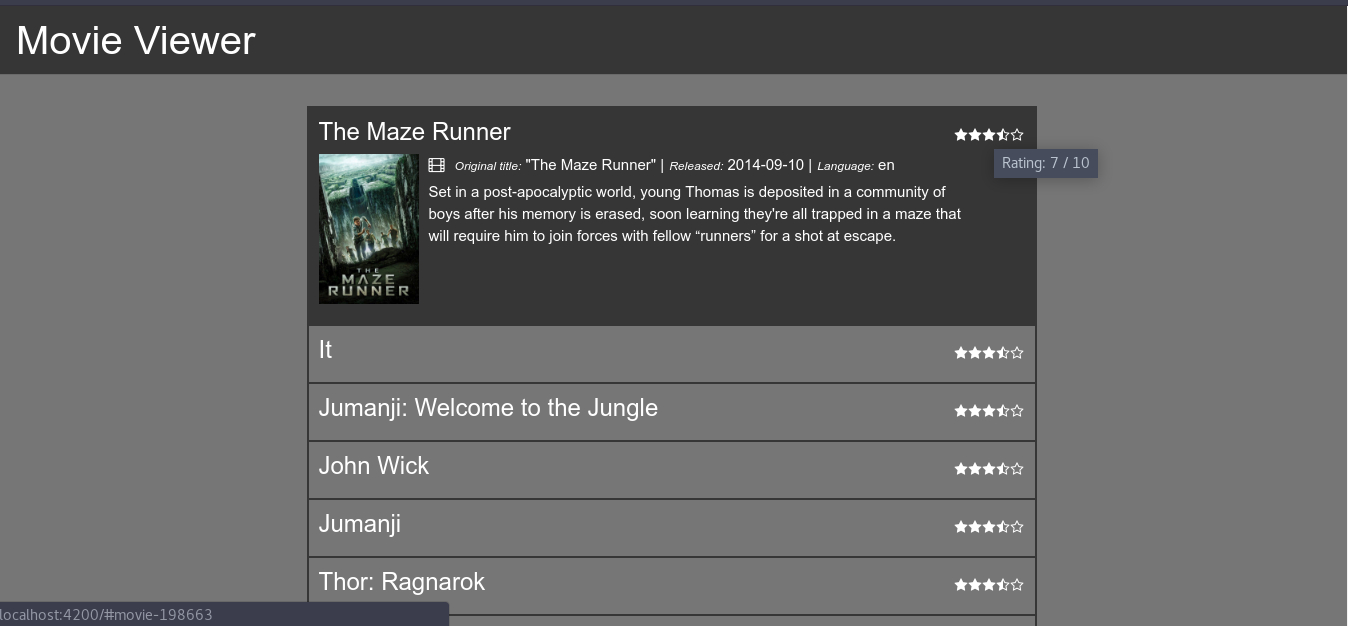 Movie Viewer
The Maze Runner
Rating: 7 / 10
Original title: "The Maze Runner" | Released: 2014-09-10 | Language: en
Set in a post-apocalyptic world, young Thomas is deposited in a community of
boys after his memory is erased, soon learning they're all trapped in a maze that
will require him to join forces with fellow “runners” for a shot at escape.
THE
MAZE
RUNNER
It
Jumanji: Welcome to the Jungle
John Wick
Jumanji
Thor: Ragnarok
localhost:4200/#movie-198663